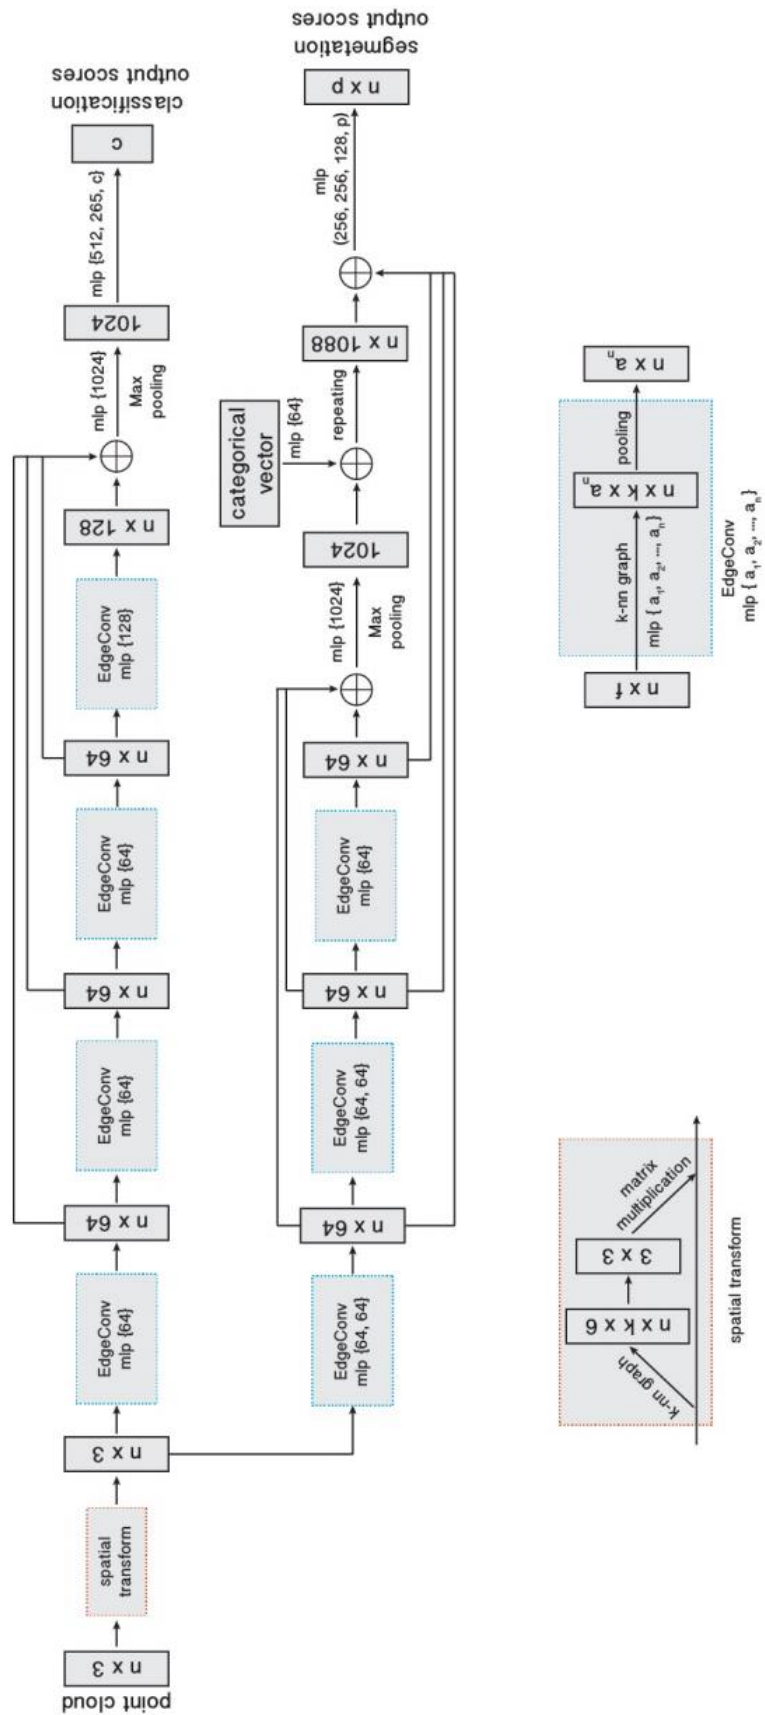 point cloud
n x 3
spatial
transform
n x 3
EdgeConv
mlp {64}
n x 64
EdgeConv
mlp {64}
n x 64
EdgeConv
mlp {64}
n x 64
EdgeConv
mlp {128}
n x 128
mlp {1024}
Max
pooling
1024
mlp {512, 265, c}
c
classification
output scores
EdgeConv
mlp {64, 64}
n x 64
EdgeConv
mlp {64, 64}
n x 64
EdgeConv
mlp {64}
n x 64
mlp {1024}
Max
pooling
1024
categorical
vector
mlp {64}
repeating
n x 1088
mlp
(256, 256, 128, p)
n x p
segmetation
output scores
k-nn graph
n x k x 6
3 x 3
matrix
multiplication
spatial transform
n x f
k-nn graph
mlp { a₁, a₂, ..., aₙ}
n x k x aₙ
pooling
n x aₙ
EdgeConv
mlp { a₁, a₂, ..., aₙ}